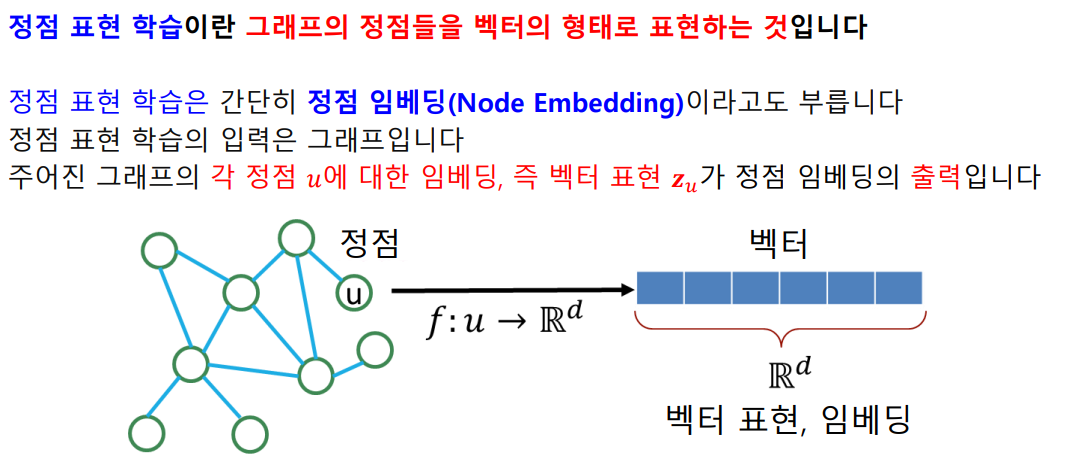 정점 표현 학습이란 그래프의 정점들을 벡터의 형태로 표현하는 것입니다
정점 표현 학습은 간단히 정점 임베딩(Node Embedding)이라고도 부릅니다
정점 표현 학습의 입력은 그래프입니다
주어진 그래프의 각 정점 𝑢에 대한 임베딩, 즉 벡터 표현 𝒛𝑢가 정점 임베딩의 출력입니다
정점
벡터
u
𝑓: 𝑢 → ℝ𝑑
ℝ𝑑
벡터 표현, 임베딩